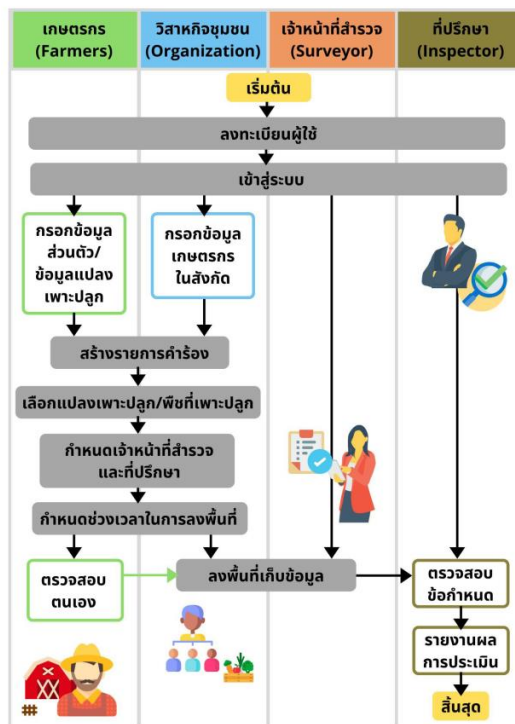 เกษตรกร
(Farmers)
วิสาหกิจชุมชน
(Organization)
เจ้าหน้าที่สำรวจ
(Surveyor)
ที่ปรึกษา
(Inspector)
เริ่มต้น
ลงทะเบียนผู้ใช้
เข้าสู่ระบบ
กรอกข้อมูล
ส่วนตัว/
ข้อมูลแปลง
เพาะปลูก
กรอกข้อมูล
เกษตรกร
ในสังกัด
สร้างรายการคำร้อง
เลือกแปลงเพาะปลูก/พืชที่เพาะปลูก
กำหนดเจ้าหน้าที่สำรวจ
และที่ปรึกษา
กำหนดช่วงเวลาในการลงพื้นที่
ตรวจสอบ
ตนเอง
ลงพื้นที่เก็บข้อมูล
ตรวจสอบ
ข้อกำหนด
รายงานผล
การประเมิน
สิ้นสุด